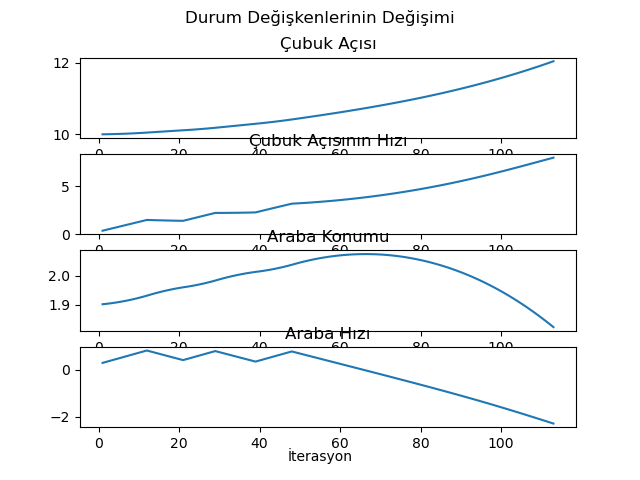 Durum Değişkenlerinin Değişimi
Çubuk Açısı
12
10
0 20 40 60 80 100
Çubuk Açısının Hızı
5
0
0 20 40 60 80 100
Araba Konumu
2.0
1.9
0 20 40 60 80 100
Araba Hızı
0
−2
0 20 40 60 80 100
İterasyon